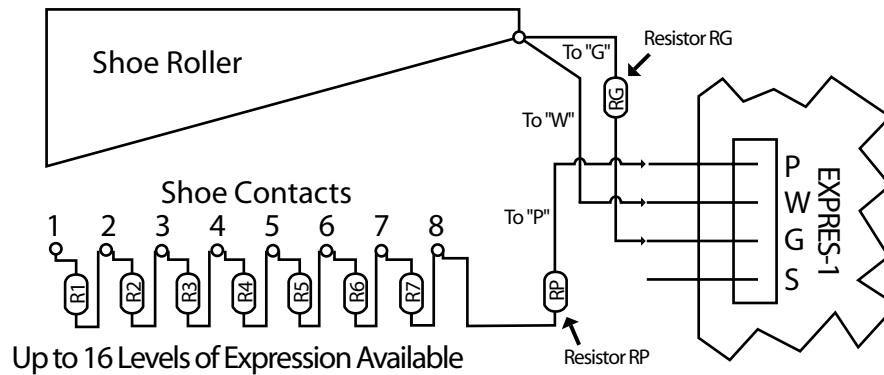 Shoe Roller
To "G"
Resistor RG
RG
To "W"
P
W
G
S
EXPRES-1
Shoe Contacts
1 2 3 4 5 6 7 8
To "P"
R1 R2 R3 R4 R5 R6 R7
RP
Up to 16 Levels of Expression Available
Resistor RP